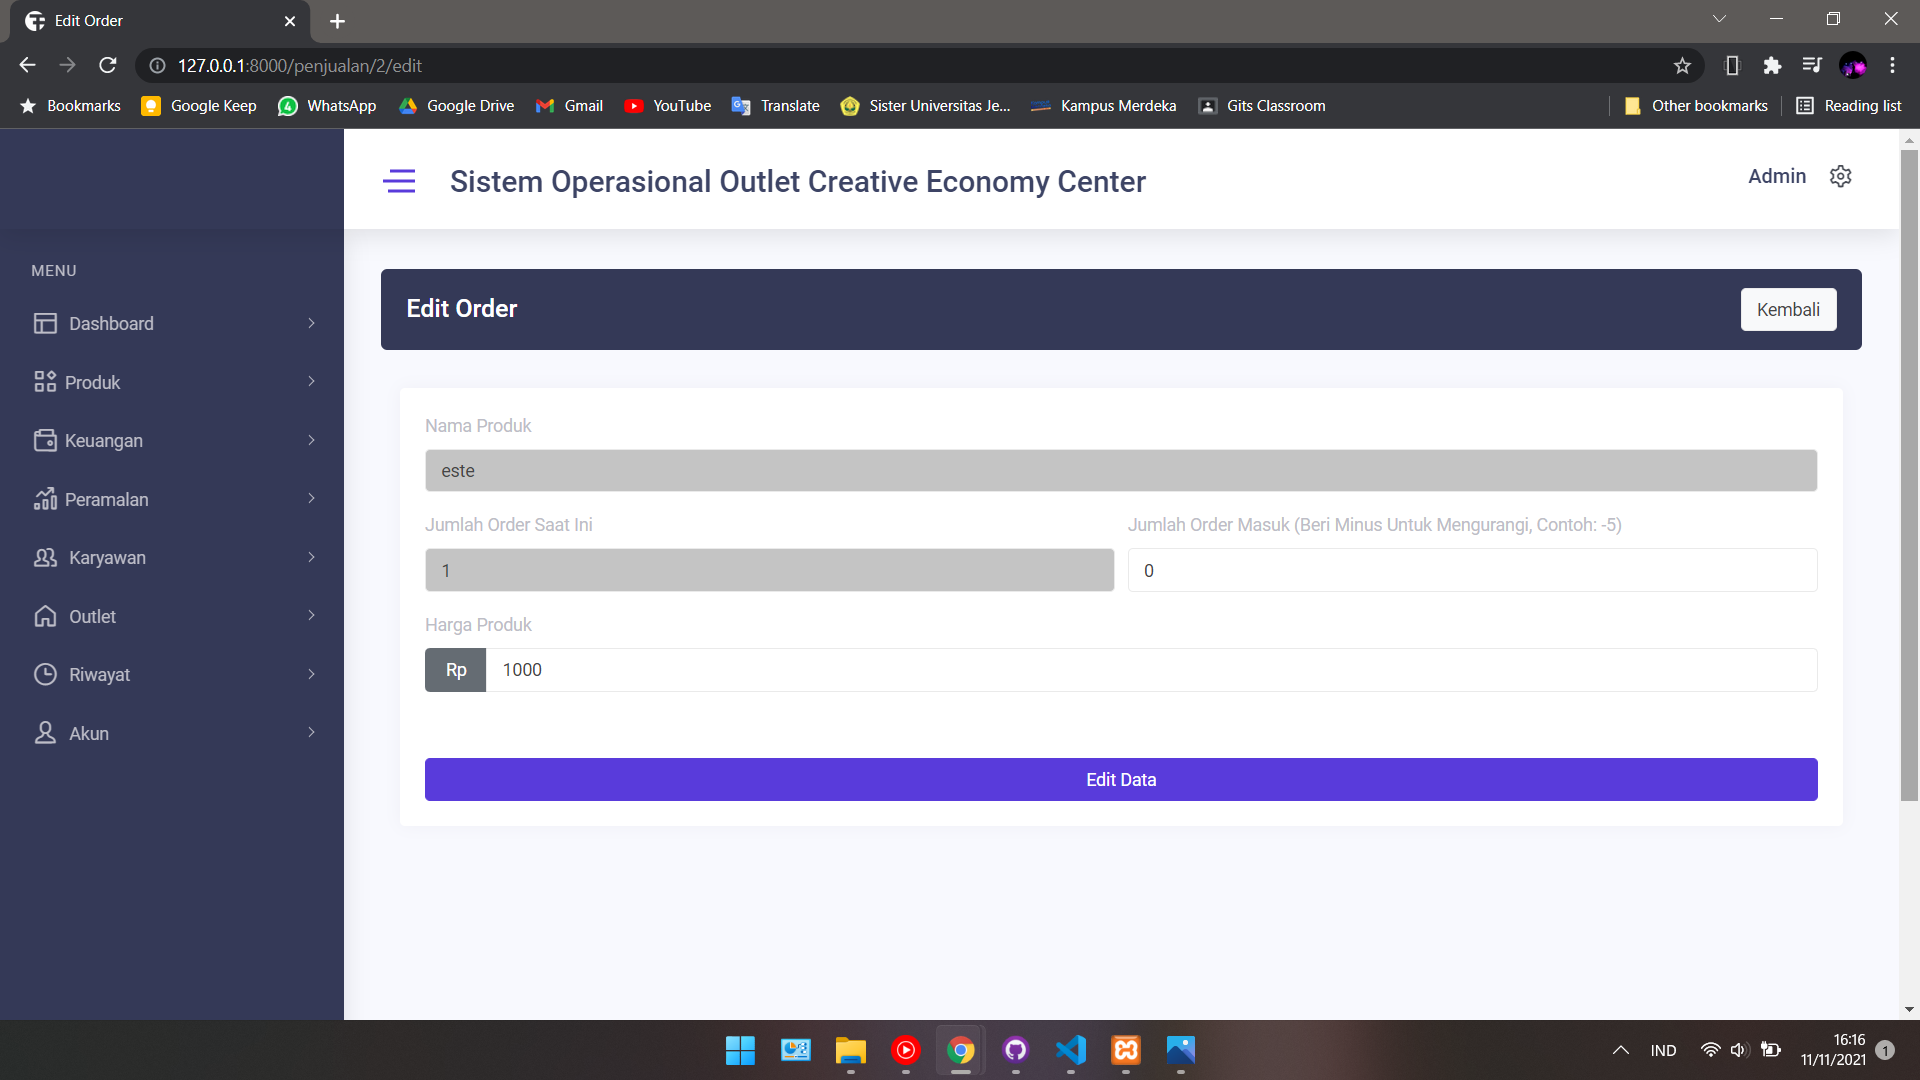 Edit Order
127.0.0.1:8000/penjualan/2/edit
Bookmarks
Google Keep
4
WhatsApp
Google Drive
Gmail
YouTube
Translate
Sister Universitas Je...
Kampus Merdeka
Gits Classroom
Other bookmarks
Reading list
Sistem Operasional Outlet Creative Economy Center
Admin
MENU
Dashboard
Produk
Keuangan
Peramalan
Karyawan
Outlet
Riwayat
Akun
Edit Order
Kembali
Nama Produk
este
Jumlah Order Saat Ini
Jumlah Order Masuk (Beri Minus Untuk Mengurangi, Contoh: -5)
1
0
Harga Produk
Rp
1000
Edit Data
IND
16:16
11/11/2021
1